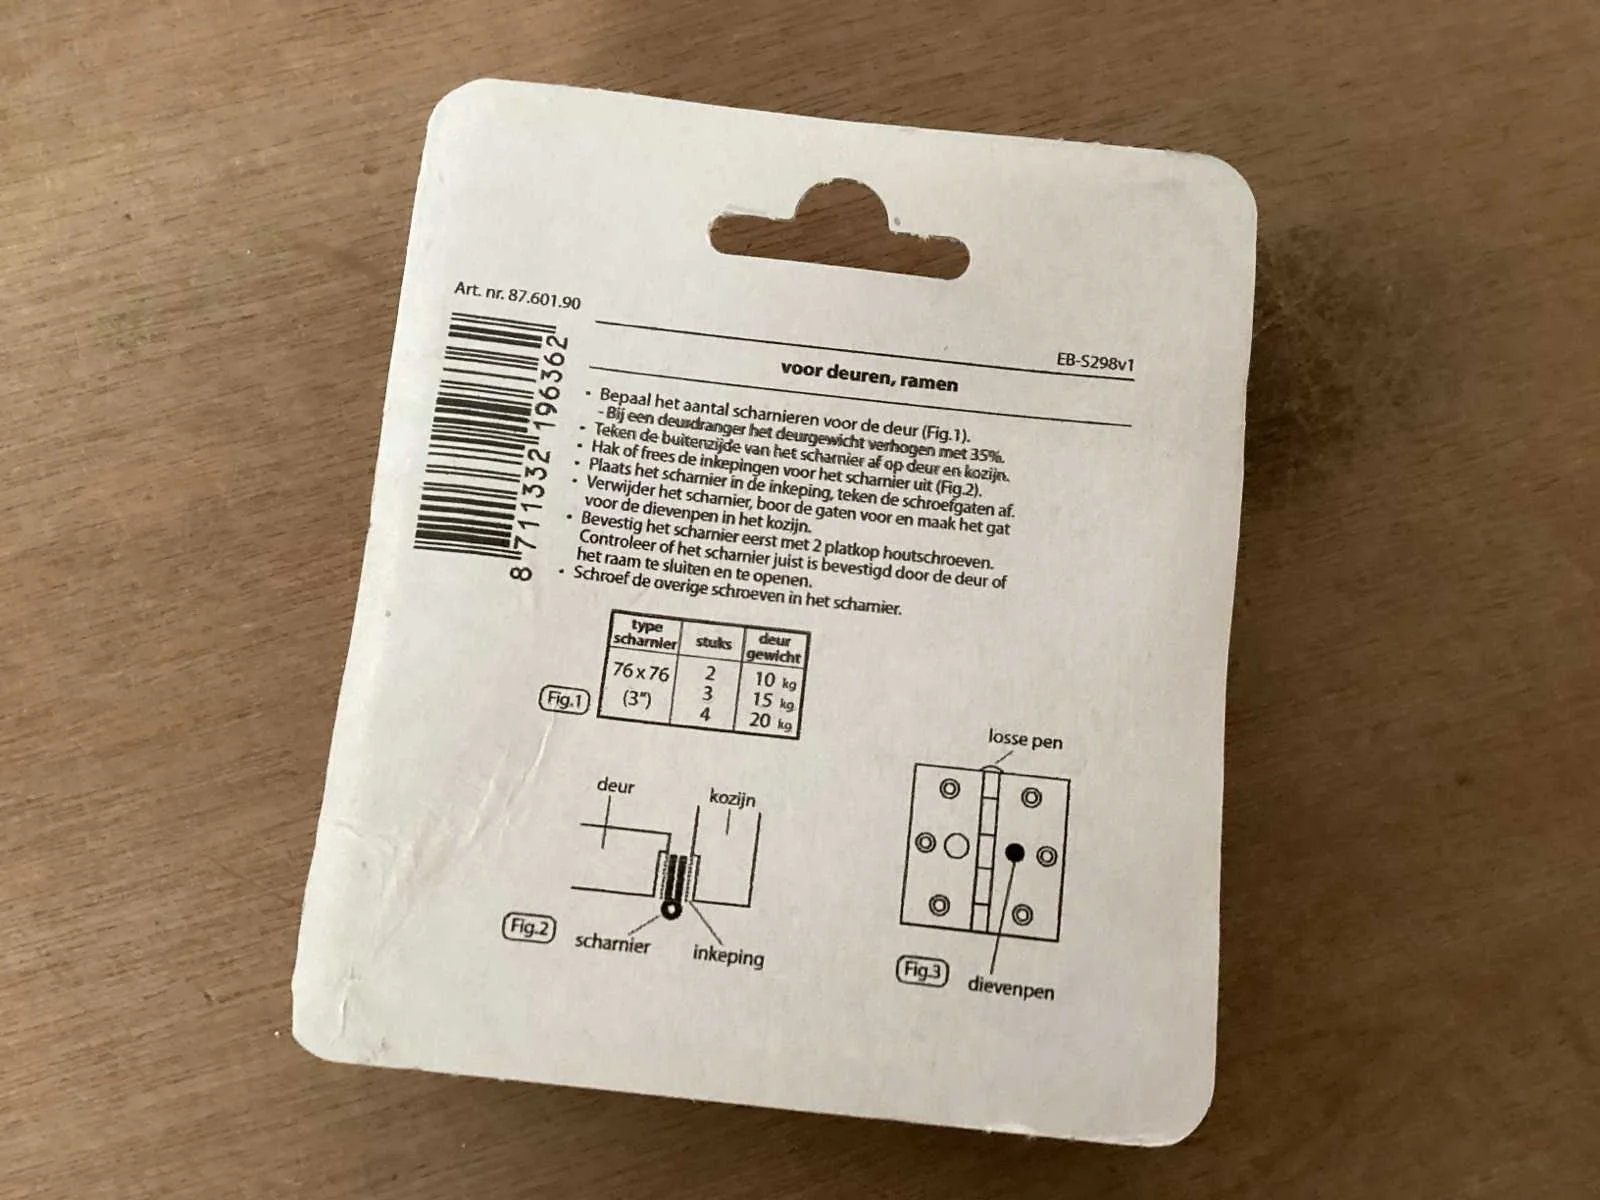 Art. nr. 87.601.90
8 711332 196362
EB-S298v1
voor deuren, ramen
• Bepaal het aantal scharnieren voor de deur (Fig.1).
- Bij een deurdranger het deurgewicht verhogen met 35%.
• Teken de buitenzijde van het scharnier af op deur en kozijn.
• Hak of frees de inkepingen voor het scharnier uit (Fig.2).
• Plaats het scharnier in de inkeping, teken de schroefgaten af.
• Verwijder het scharnier, boor de gaten voor en maak het gat
voor de dievenpen in het kozijn.
• Bevestig het scharnier eerst met 2 platkop houtschroeven.
Controleer of het scharnier juist is bevestigd door de deur of
het raam te sluiten en te openen.
• Schroef de overige schroeven in het scharnier.
type scharnier stuks deur gewicht
76 x 76 2 10 kg
(3") 3 15 kg
4 20 kg
Fig.1
deur
kozijn
Fig.2
scharnier
inkeping
losse pen
Fig.3
dievenpen